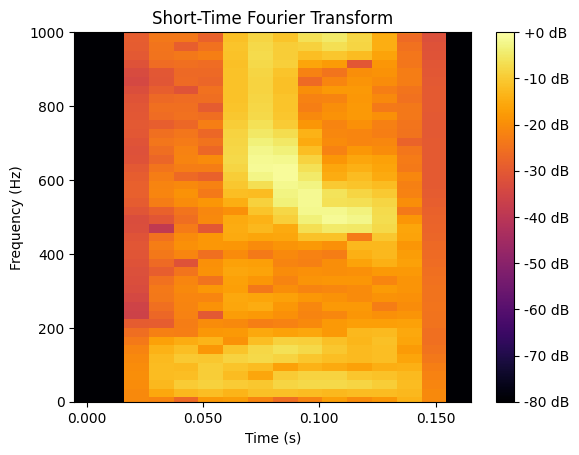 Short-Time Fourier Transform
1000
800
600
400
200
0
Frequency (Hz)
0.000
0.050
0.100
0.150
Time (s)
+0 dB
-10 dB
-20 dB
-30 dB
-40 dB
-50 dB
-60 dB
-70 dB
-80 dB